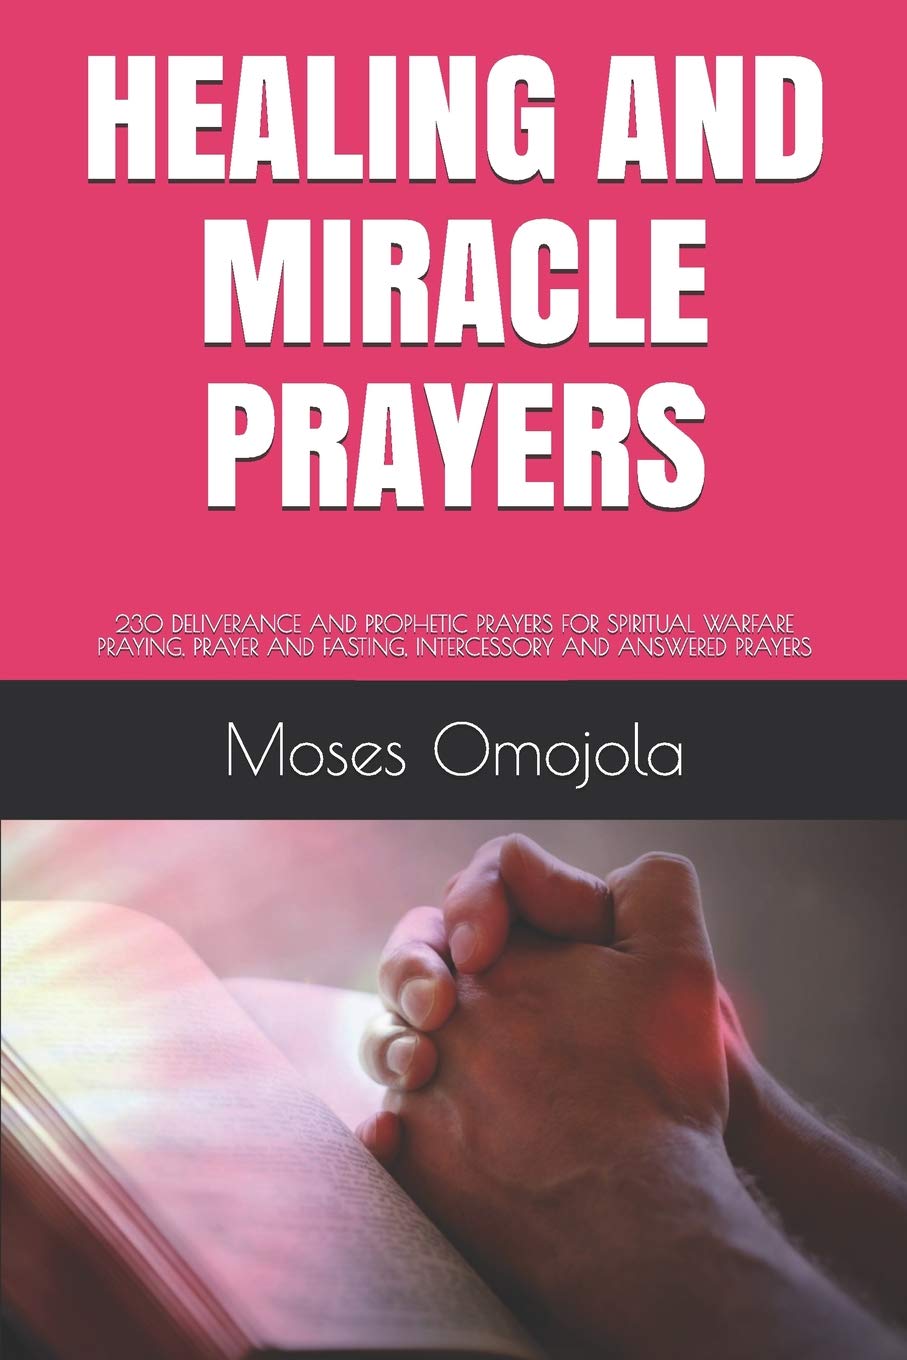 HEALING AND
MIRACLE
PRAYERS
230 DELIVERANCE AND PROPHETIC PRAYERS FOR SPIRITUAL WARFARE
PRAYING, PRAYER AND FASTING, INTERCESSORY AND ANSWERED PRAYERS
Moses Omojola